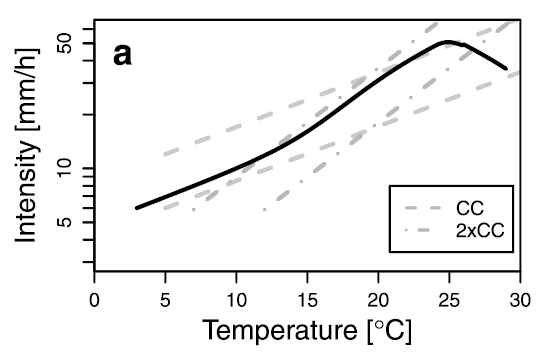 a
50
10
5
Intensity [mm/h]
CC
2xCC
0 5 10 15 20 25 30
Temperature [°C]